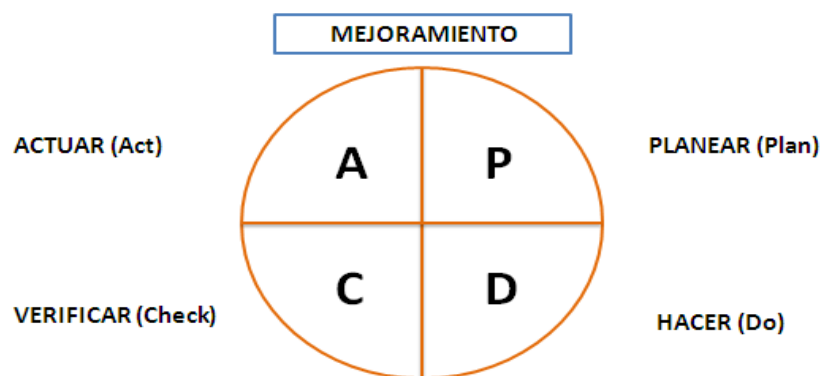 MEJORAMIENTO
ACTUAR (Act)
A
P
PLANEAR (Plan)
VERIFICAR (Check)
C
D
HACER (Do)